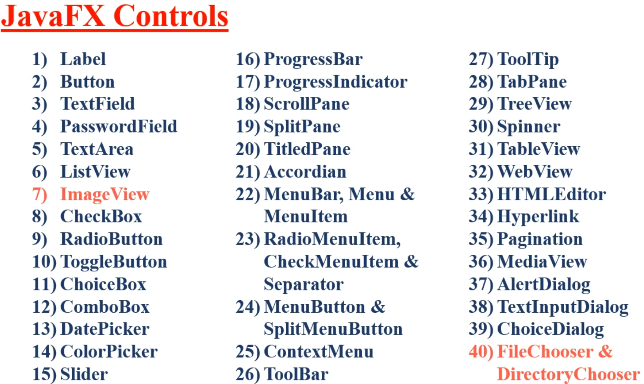 JavaFX Controls
1) Label
2) Button
3) TextField
4) PasswordField
5) TextArea
6) ListView
7) ImageView
8) CheckBox
9) RadioButton
10) ToggleButton
11) ChoiceBox
12) ComboBox
13) DatePicker
14) ColorPicker
15) Slider
16) ProgressBar
17) ProgressIndicator
18) ScrollPane
19) SplitPane
20) TitledPane
21) Accordian
22) MenuBar, Menu &
MenuItem
23) RadioMenuItem,
CheckMenuItem &
Separator
24) MenuButton &
SplitMenuButton
25) ContextMenu
26) ToolBar
27) ToolTip
28) TabPane
29) TreeView
30) Spinner
31) TableView
32) WebView
33) HTMLEditor
34) Hyperlink
35) Pagination
36) MediaView
37) AlertDialog
38) TextInputDialog
39) ChoiceDialog
40) FileChooser &
DirectoryChooser